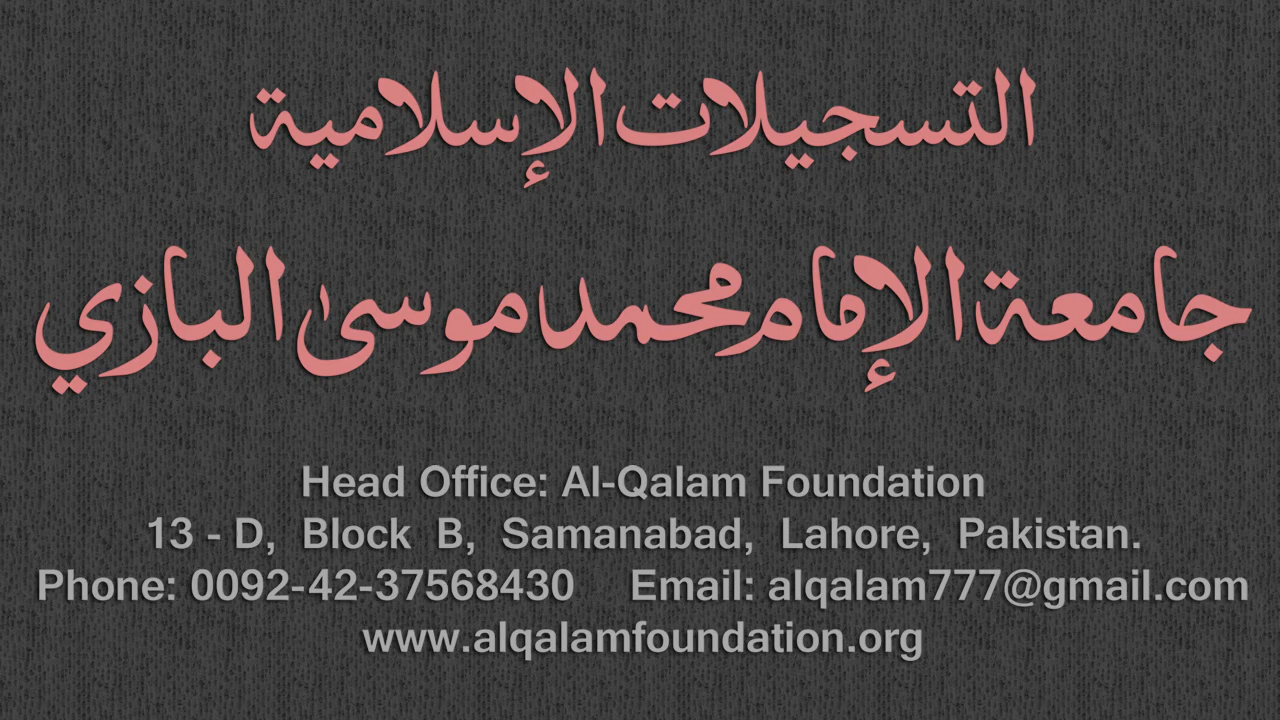 التسجيلات الإسلامية
جامعة الإمام محمد موسىٰ البازي
Head Office: Al-Qalam Foundation
13 - D, Block B, Samanabad, Lahore, Pakistan.
Phone: 0092-42-37568430 Email: alqalam777@gmail.com
www.alqalamfoundation.org